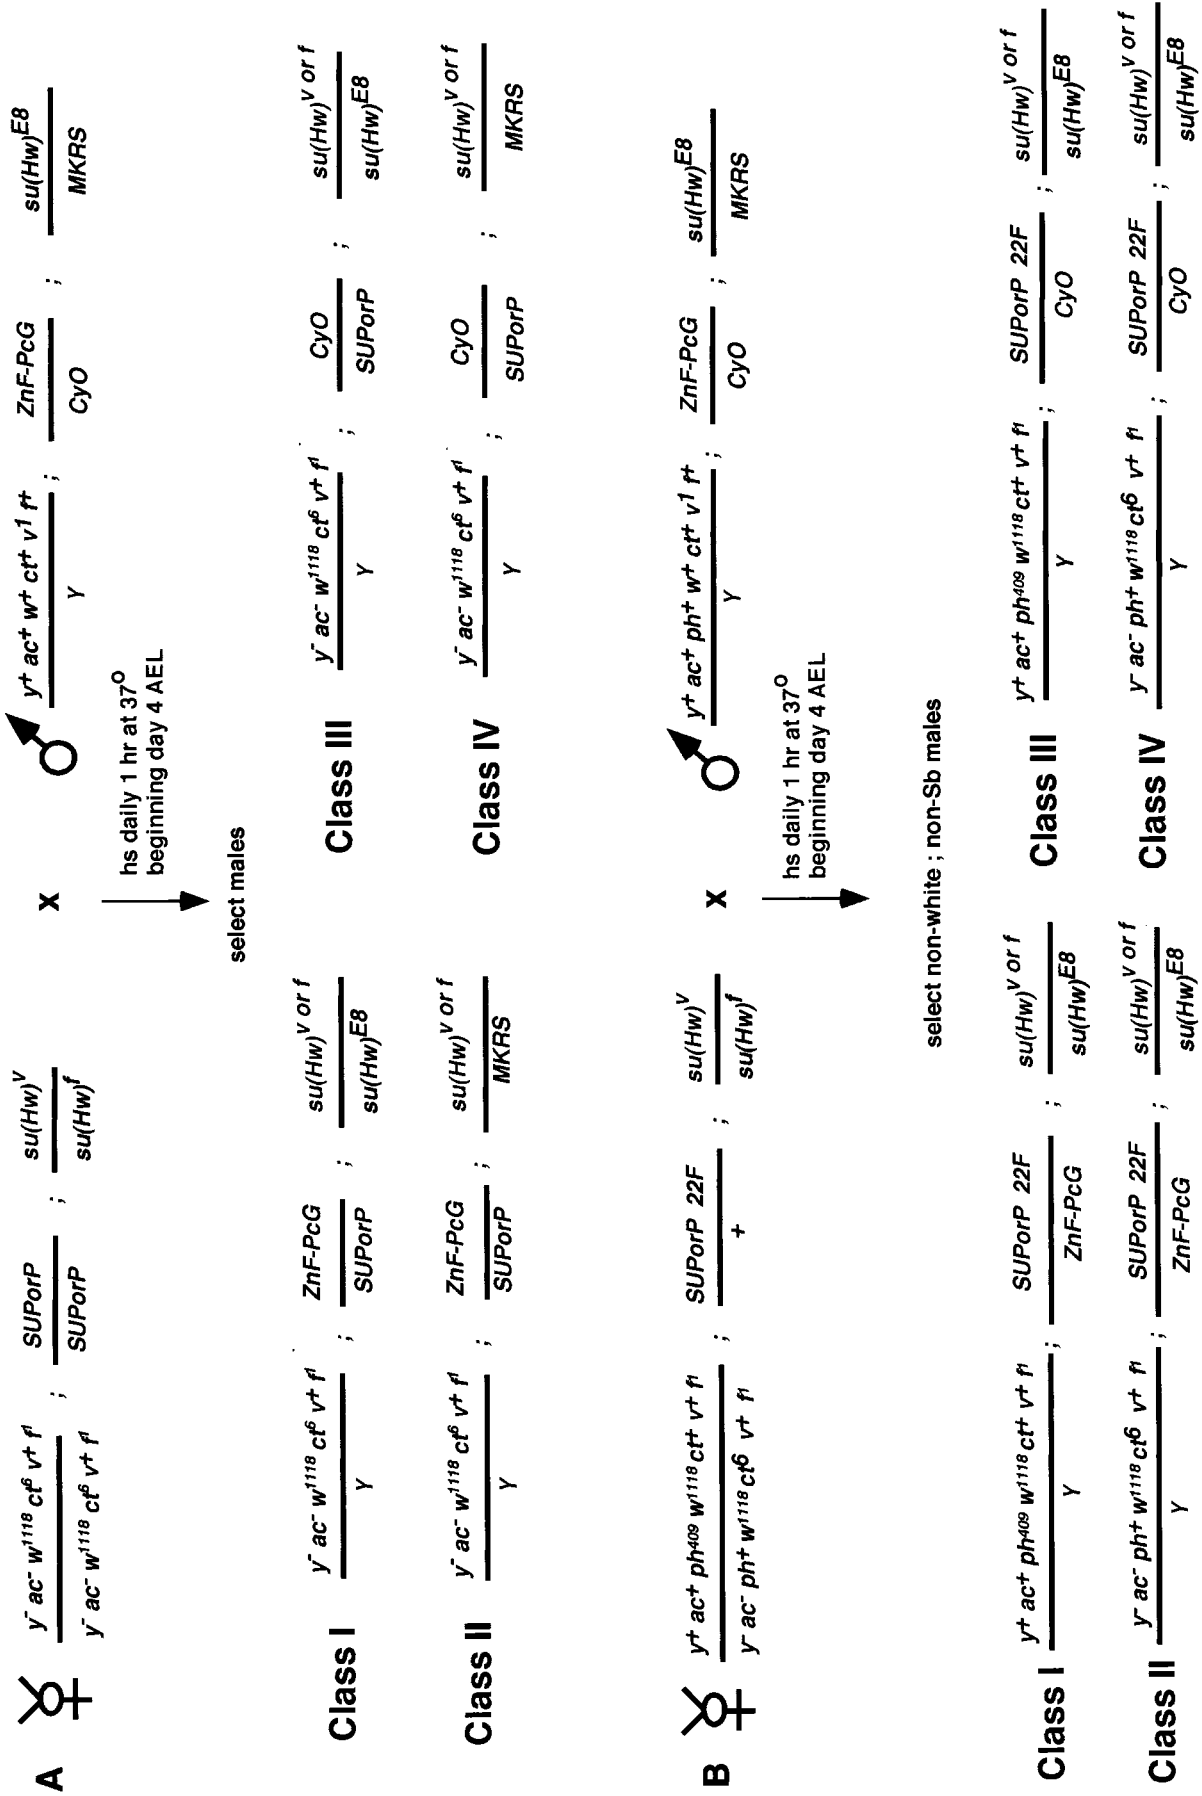 A
y⁻ ac⁻ w¹¹¹⁸ ct⁶ v⁺ f¹
y⁻ ac⁻ w¹¹¹⁸ ct⁶ v⁺ f¹
;
SUPorP
SUPorP
;
su(Hw)ᵛ
su(Hw)ᶠ
X
y⁺ ac⁺ w⁺ ct⁺ v¹ f⁺
Y
;
ZnF-PcG
CyO
;
su(Hw)ᴱ⁸
MKRS
hs daily 1 hr at 37º
beginning day 4 AEL
select males
Class I
y⁻ ac⁻ w¹¹¹⁸ ct⁶ v⁺ f¹
Y
;
ZnF-PcG
SUPorP
;
su(Hw)ⱽ ᵒʳ ᶠ
su(Hw)ᴱ⁸
Class III
y⁻ ac⁻ w¹¹¹⁸ ct⁶ v⁺ f¹
Y
;
CyO
SUPorP
;
su(Hw)ⱽ ᵒʳ ᶠ
su(Hw)ᴱ⁸
Class II
y⁻ ac⁻ w¹¹¹⁸ ct⁶ v⁺ f¹
Y
;
ZnF-PcG
SUPorP
;
su(Hw)ⱽ ᵒʳ ᶠ
MKRS
Class IV
y⁻ ac⁻ w¹¹¹⁸ ct⁶ v⁺ f¹
Y
;
CyO
SUPorP
;
su(Hw)ⱽ ᵒʳ ᶠ
MKRS
B
y⁺ ac⁺ ph⁴⁰⁹ w¹¹¹⁸ ct⁺ v⁺ f¹
y⁻ ac⁻ ph⁺ w¹¹¹⁸ ct⁶ v⁺ f¹
;
SUPorP 22F
+
;
su(Hw)ᵛ
su(Hw)ᶠ
X
y⁺ ac⁺ ph⁺ w⁺ ct⁺ v¹ f⁺
Y
;
ZnF-PcG
CyO
;
su(Hw)ᴱ⁸
MKRS
hs daily 1 hr at 37º
beginning day 4 AEL
select non-white ; non-Sb males
Class I
y⁺ ac⁺ ph⁴⁰⁹ w¹¹¹⁸ ct⁺ v⁺ f¹
Y
;
SUPorP 22F
ZnF-PcG
;
su(Hw)ⱽ ᵒʳ ᶠ
su(Hw)ᴱ⁸
Class III
y⁺ ac⁺ ph⁴⁰⁹ w¹¹¹⁸ ct⁺ v⁺ f¹
Y
;
SUPorP 22F
CyO
;
su(Hw)ⱽ ᵒʳ ᶠ
su(Hw)ᴱ⁸
Class II
y⁻ ac⁻ ph⁺ w¹¹¹⁸ ct⁶ v⁺ f¹
Y
;
SUPorP 22F
ZnF-PcG
;
su(Hw)ⱽ ᵒʳ ᶠ
su(Hw)ᴱ⁸
Class IV
y⁻ ac⁻ ph⁺ w¹¹¹⁸ ct⁶ v⁺ f¹
Y
;
SUPorP 22F
CyO
;
su(Hw)ⱽ ᵒʳ ᶠ
su(Hw)ᴱ⁸